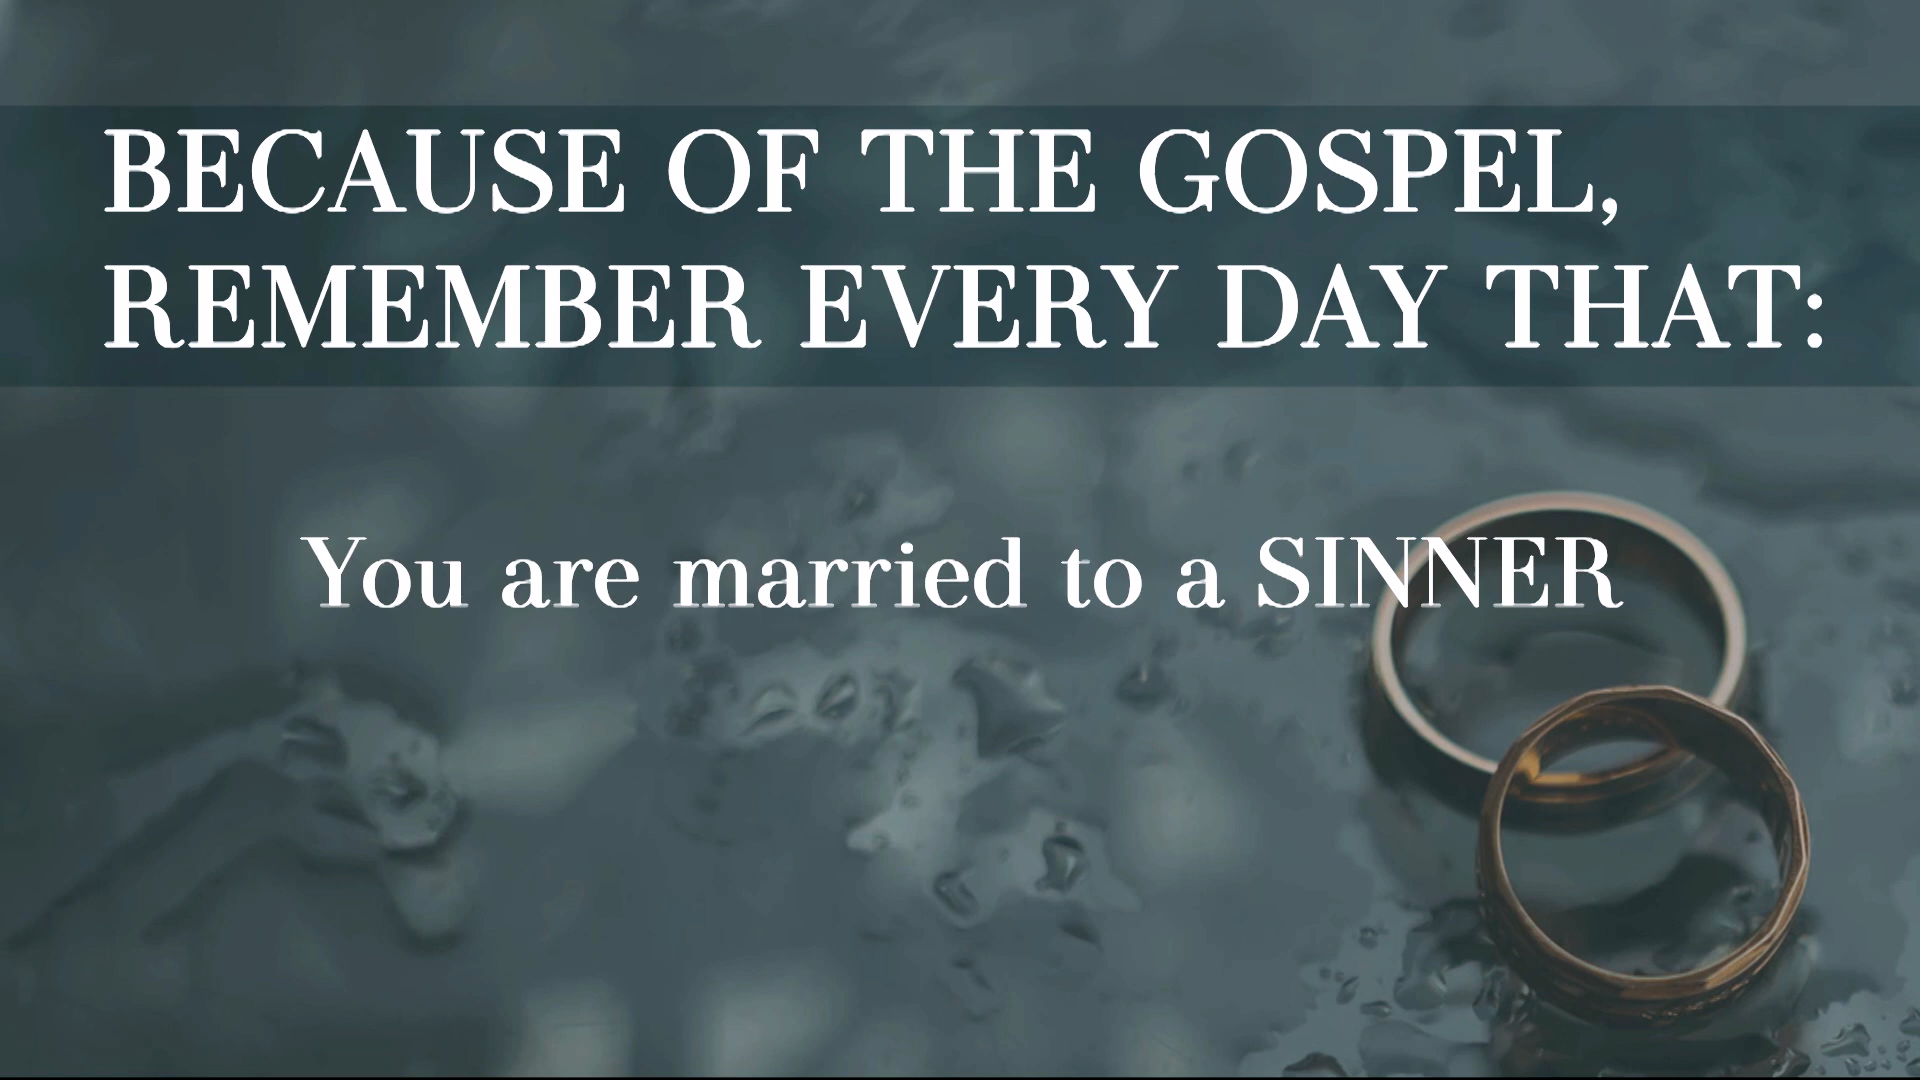 BECAUSE OF THE GOSPEL,
REMEMBER EVERY DAY THAT:
You are married to a SINNER